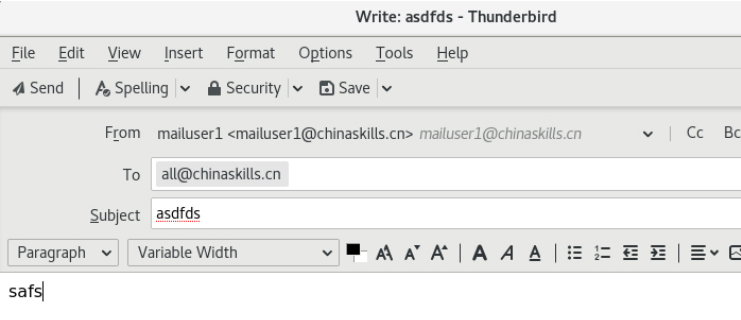 Write: asdfds - Thunderbird
File Edit View Insert Format Options Tools Help
Send Spelling Security Save
From mailuser1 <mailuser1@chinaskills.cn> mailuser1@chinaskills.cn Cc Bc
To all@chinaskills.cn
Subject asdfds
Paragraph Variable Width
safs